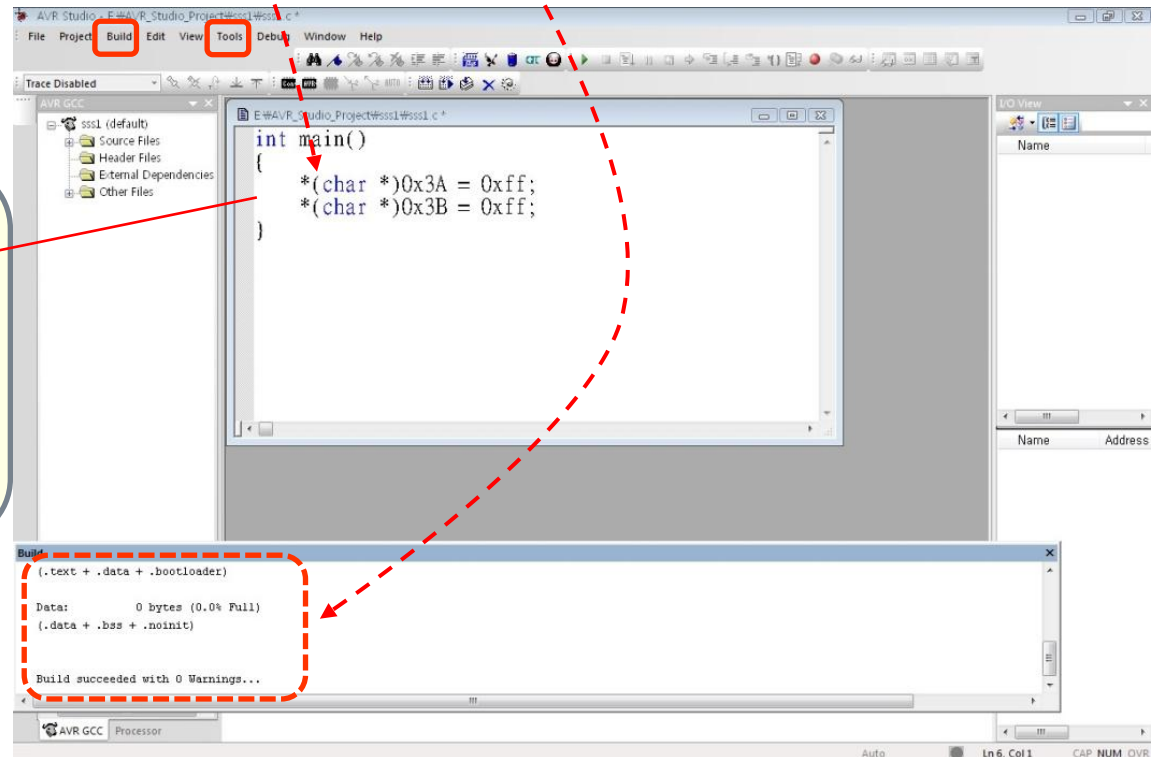 AVR Studio - E:₩AVR_Studio_Project₩sss1₩sss1.c *
File Project Build Edit View Tools Debug Window Help
Trace Disabled
AVR GCC
sss1 (default)
Source Files
Header Files
External Dependencies
Other Files
E:₩AVR_Studio_Project₩sss1₩sss1.c *
int main()
{
*(char *)0x3A = 0xff;
*(char *)0x3B = 0xff;
}
I/O View
Name
Name Address
Build
(.text + .data + .bootloader)
Data: 0 bytes (0.0% Full)
(.data + .bss + .noinit)
Build succeeded with 0 Warnings...
AVR GCC Processor
Auto Ln 6, Col 1 CAP NUM OVR